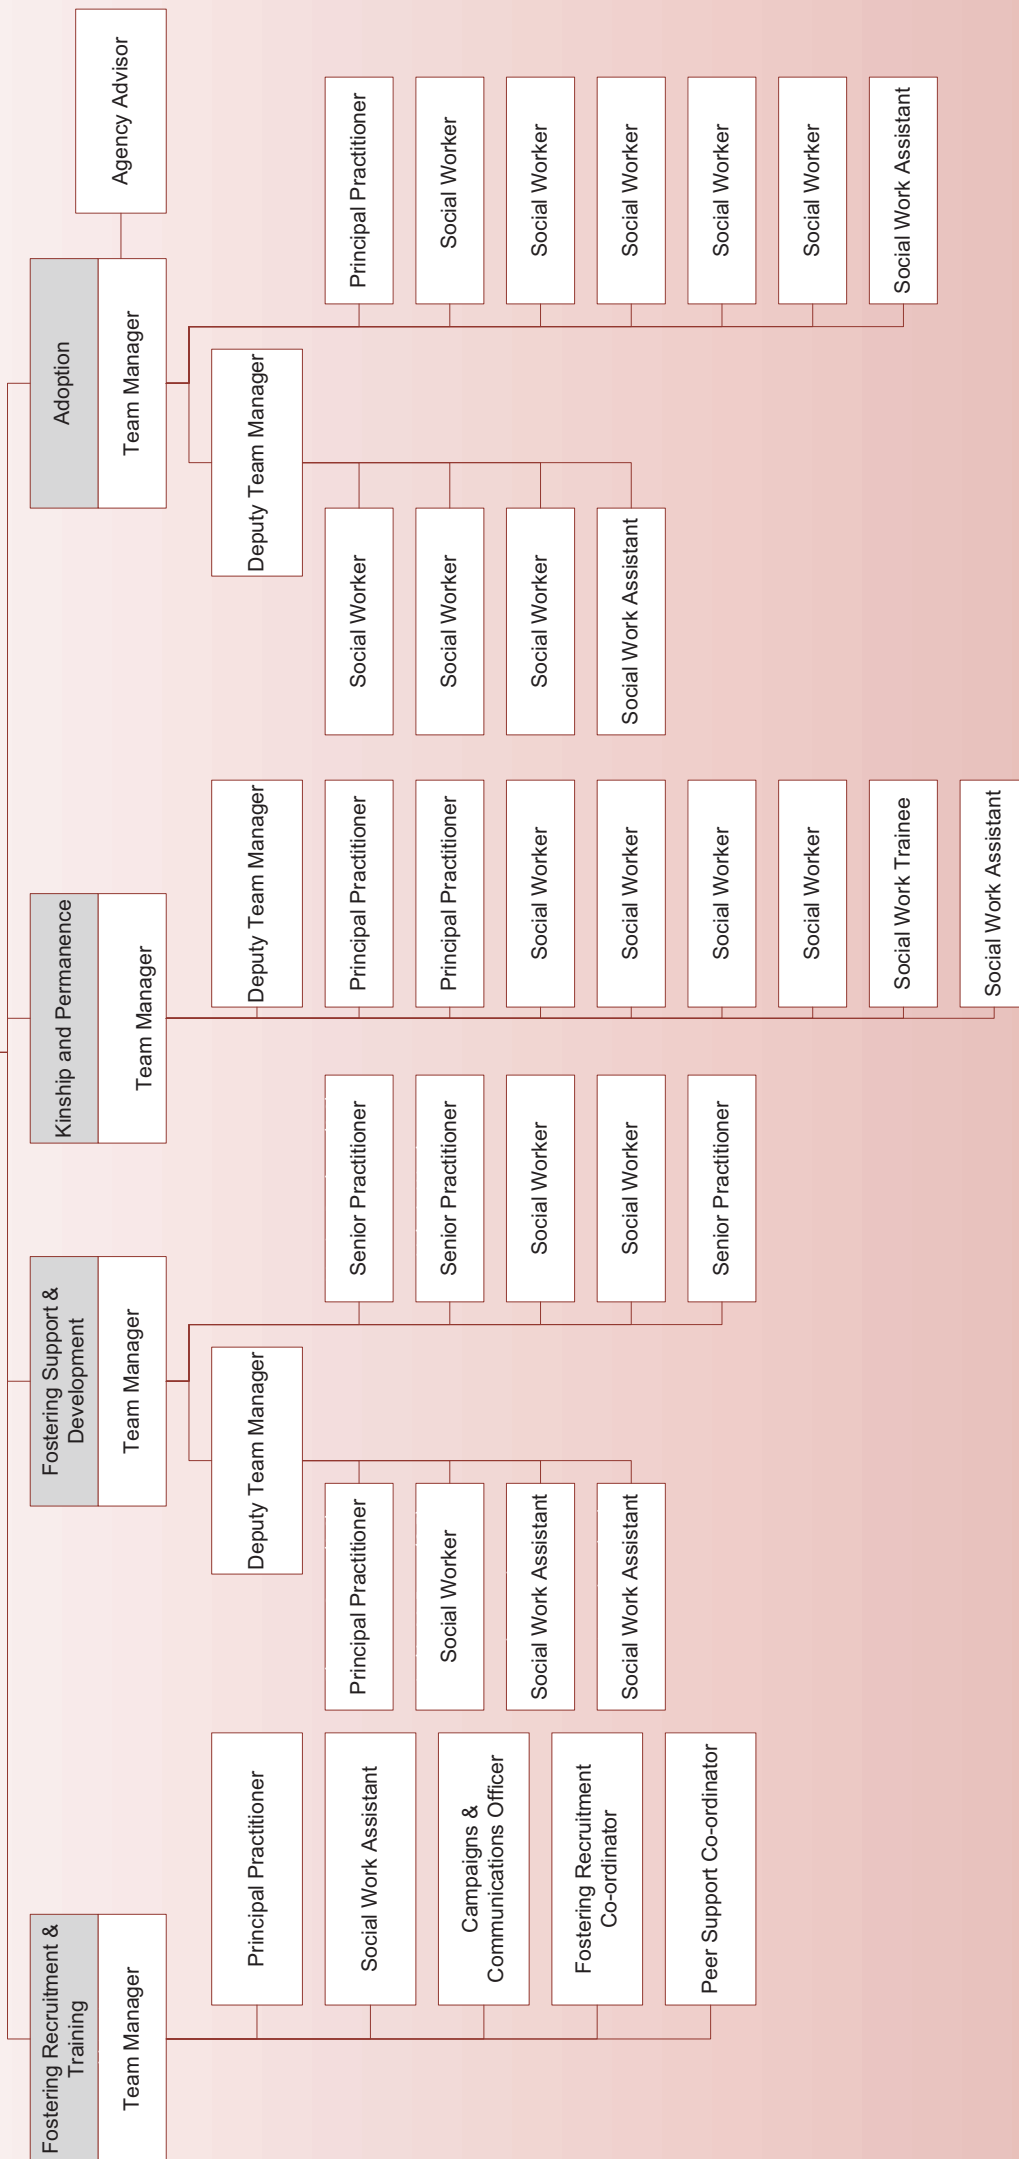 Fostering Recruitment &
Training
Team Manager
Principal Practitioner
Social Work Assistant
Campaigns &
Communications Officer
Fostering Recruitment
Co-ordinator
Peer Support Co-ordinator
Fostering Support &
Development
Team Manager
Deputy Team Manager
Principal Practitioner
Social Worker
Social Work Assistant
Social Work Assistant
Senior Practitioner
Senior Practitioner
Social Worker
Social Worker
Senior Practitioner
Kinship and Permanence
Team Manager
Deputy Team Manager
Principal Practitioner
Principal Practitioner
Social Worker
Social Worker
Social Worker
Social Worker
Social Work Trainee
Social Work Assistant
Adoption
Team Manager
Agency Advisor
Deputy Team Manager
Social Worker
Social Worker
Social Worker
Social Work Assistant
Principal Practitioner
Social Worker
Social Worker
Social Worker
Social Worker
Social Worker
Social Work Assistant